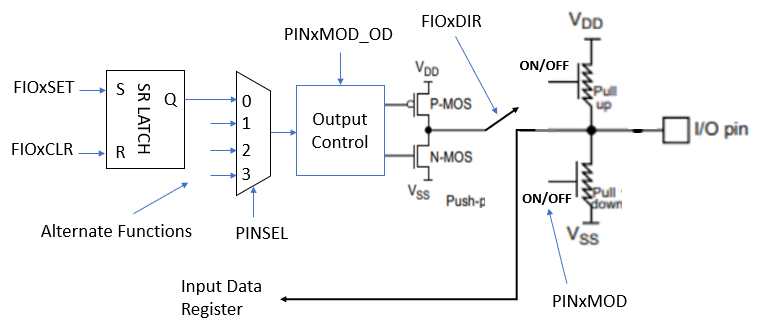 PINxMOD_OD
FIOxDIR
VDD
ON/OFF
Pull
up
FIOxSET
S
SR LATCH
Q
0
1
2
3
VDD
P-MOS
Output
Control
I/O pin
FIOxCLR
R
N-MOS
VSS
Push-p
ON/OFF
Pull
down
VSS
Alternate Functions
PINSEL
Input Data
Register
PINxMOD